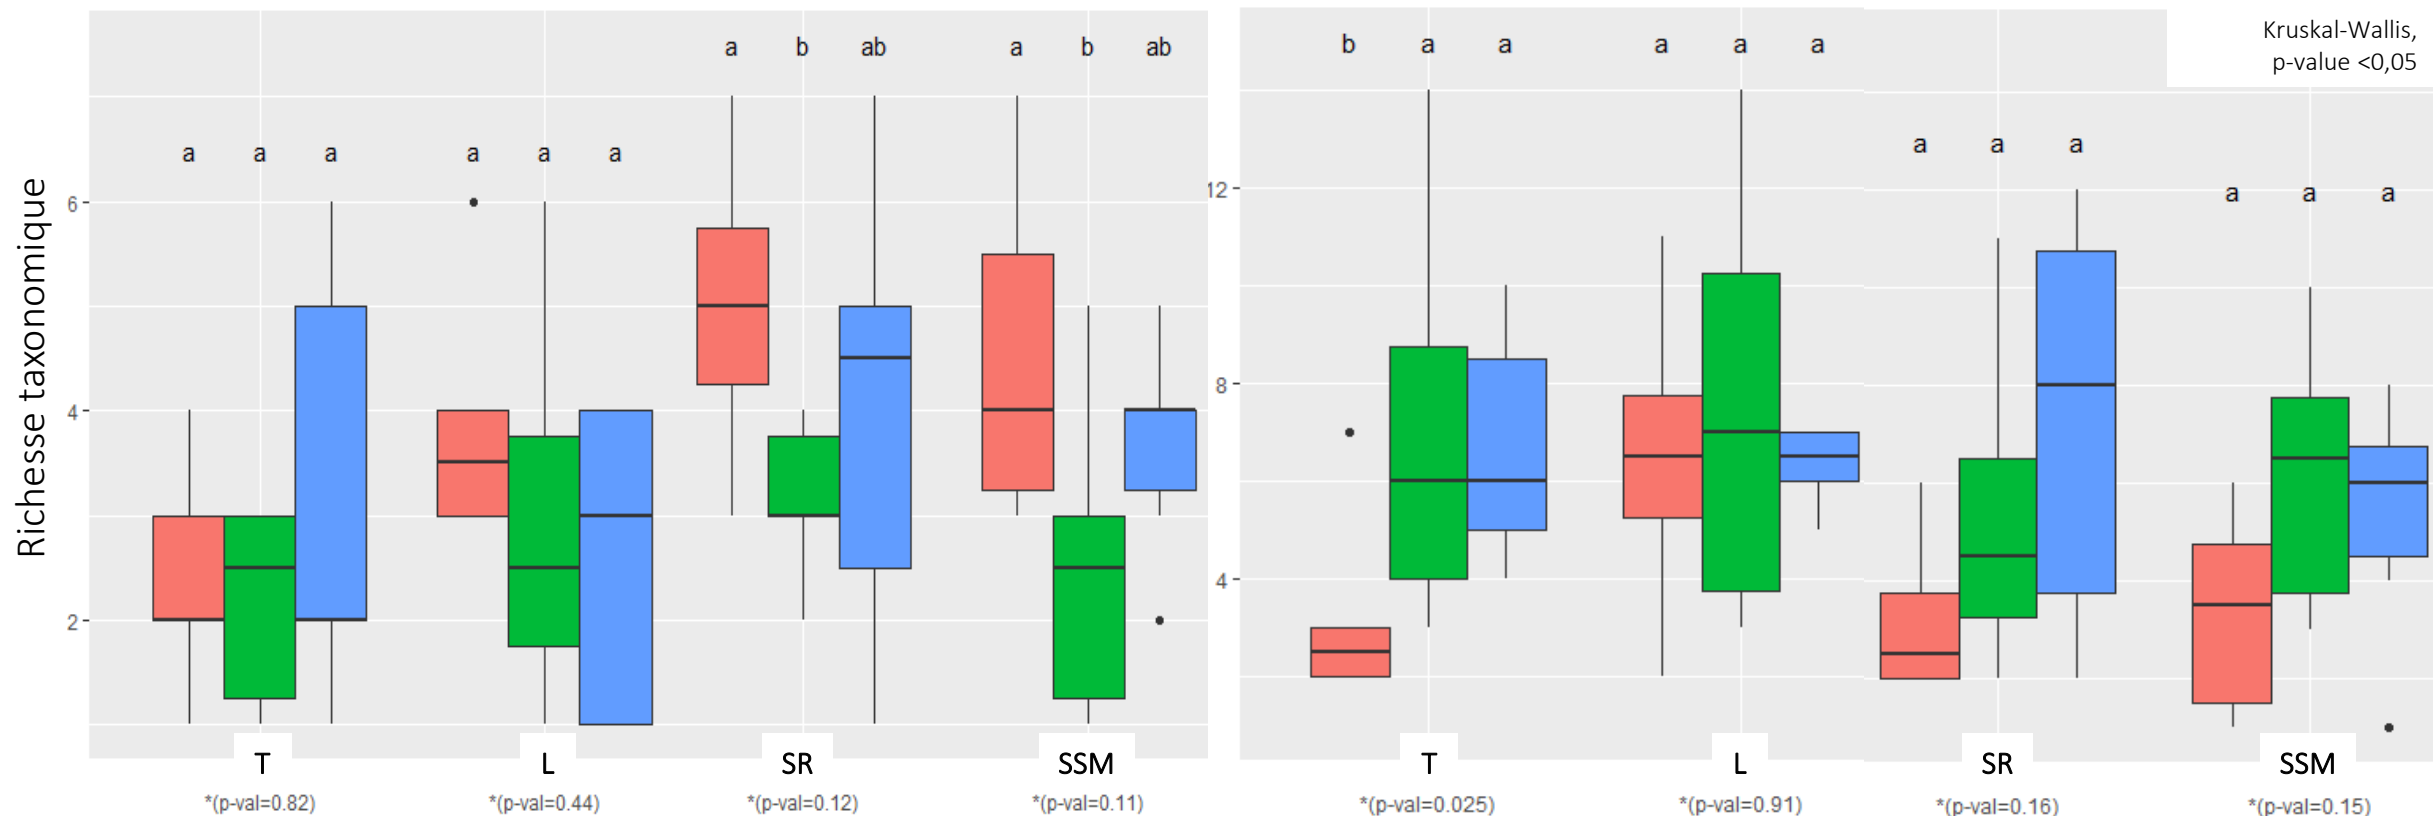 Richesse taxonomique
a b ab a b ab
a a a a a a
6
4
2
T L SR SSM
*(p-val=0.82) *(p-val=0.44) *(p-val=0.12) *(p-val=0.11)
Kruskal-Wallis,
p-value <0,05
b a a a a a
a a a
a a a
12
8
4
T L SR SSM
*(p-val=0.025) *(p-val=0.91) *(p-val=0.16) *(p-val=0.15)